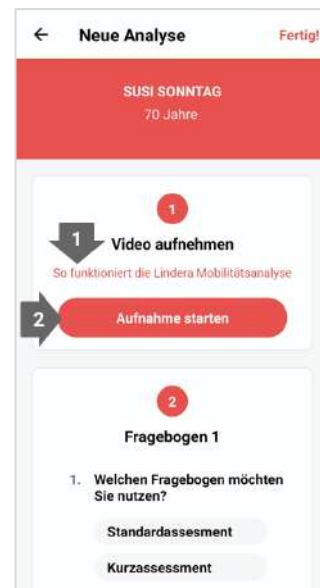 ← Neue Analyse Fertig!
SUSI SONNTAG
70 Jahre
1
1
Video aufnehmen
So funktioniert die Lindera Mobilitätsanalyse
2 Aufnahme starten
2
Fragebogen 1
1. Welchen Fragebogen möchten
Sie nutzen?
Standardassesment
Kurzassessment